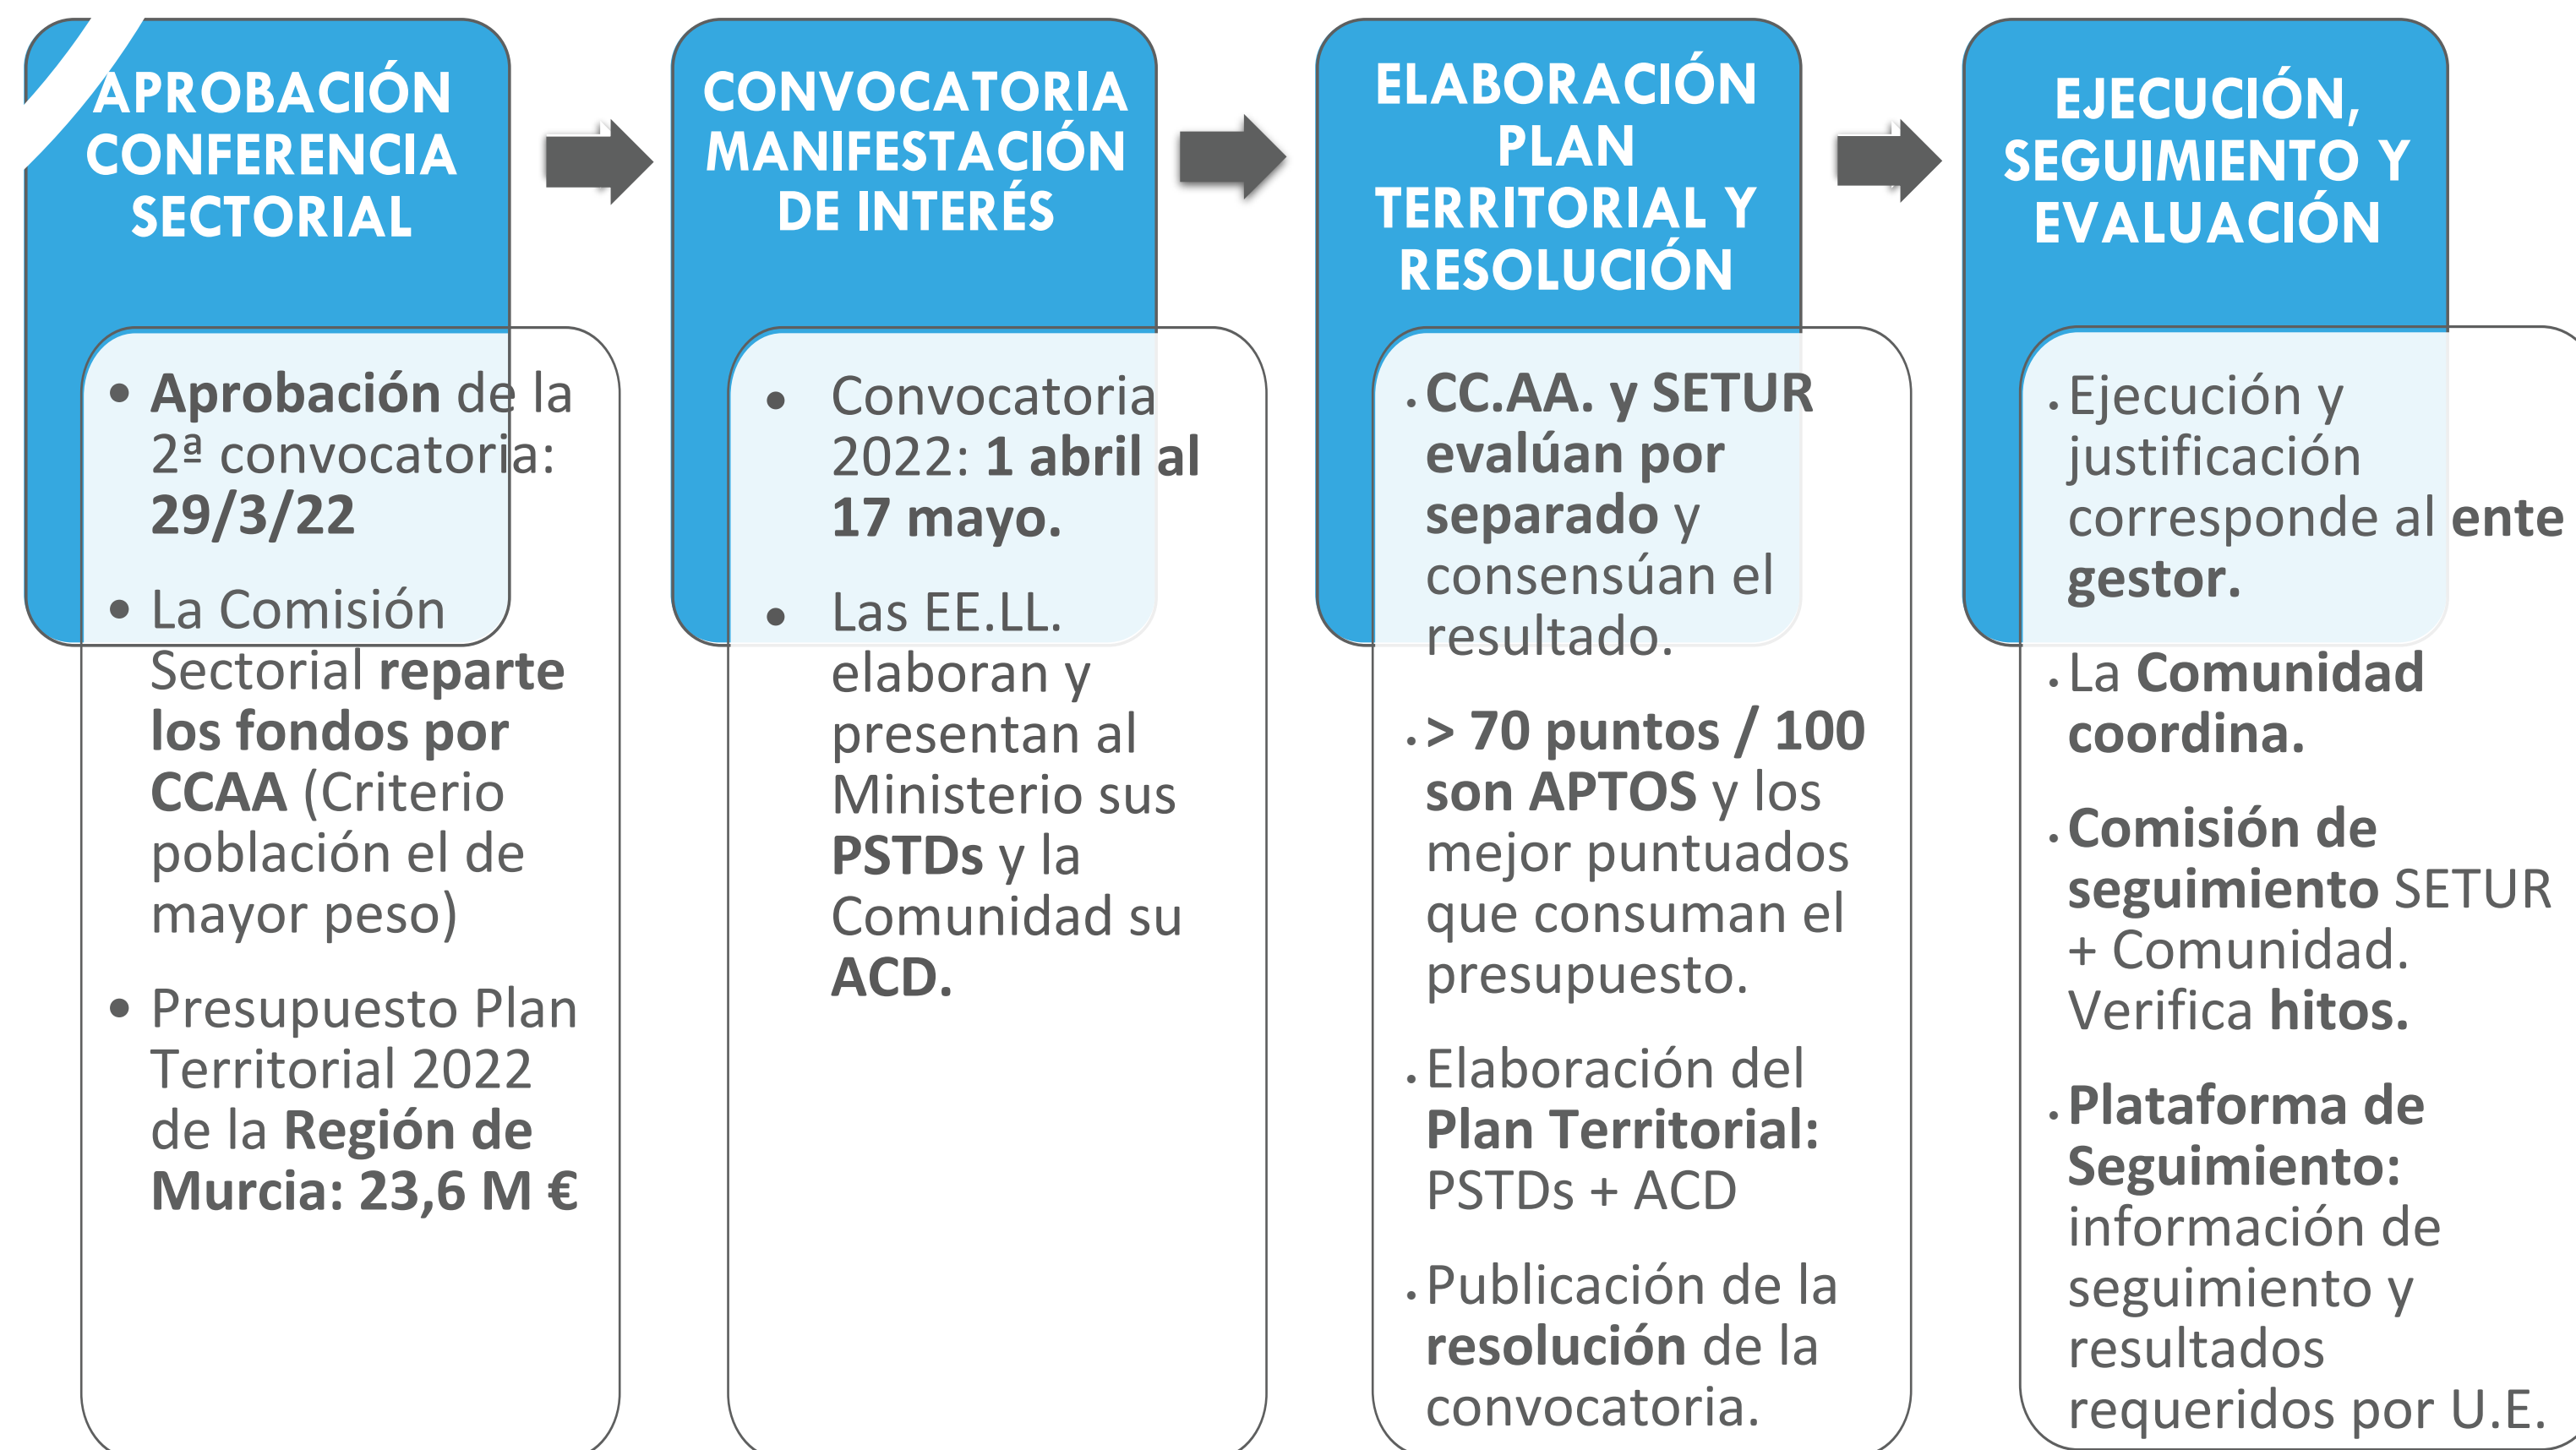 APROBACIÓN
CONFERENCIA
SECTORIAL
• Aprobación de la
2ª convocatoria:
29/3/22
• La Comisión
Sectorial reparte
los fondos por
CCAA (Criterio
población el de
mayor peso)
• Presupuesto Plan
Territorial 2022
de la Región de
Murcia: 23,6 M €
CONVOCATORIA
MANIFESTACIÓN
DE INTERÉS
• Convocatoria
2022: 1 abril al
17 mayo.
• Las EE.LL.
elaboran y
presentan al
Ministerio sus
PSTDs y la
Comunidad su
ACD.
ELABORACIÓN
PLAN
TERRITORIAL Y
RESOLUCIÓN
• CC.AA. y SETUR
evalúan por
separado y
consensúan el
resultado.
• > 70 puntos / 100
son APTOS y los
mejor puntuados
que consuman el
presupuesto.
• Elaboración del
Plan Territorial:
PSTDs + ACD
• Publicación de la
resolución de la
convocatoria.
EJECUCIÓN,
SEGUIMIENTO Y
EVALUACIÓN
• Ejecución y
justificación
corresponde al ente
gestor.
• La Comunidad
coordina.
• Comisión de
seguimiento SETUR
+ Comunidad.
Verifica hitos.
• Plataforma de
Seguimiento:
información de
seguimiento y
resultados
requeridos por U.E.